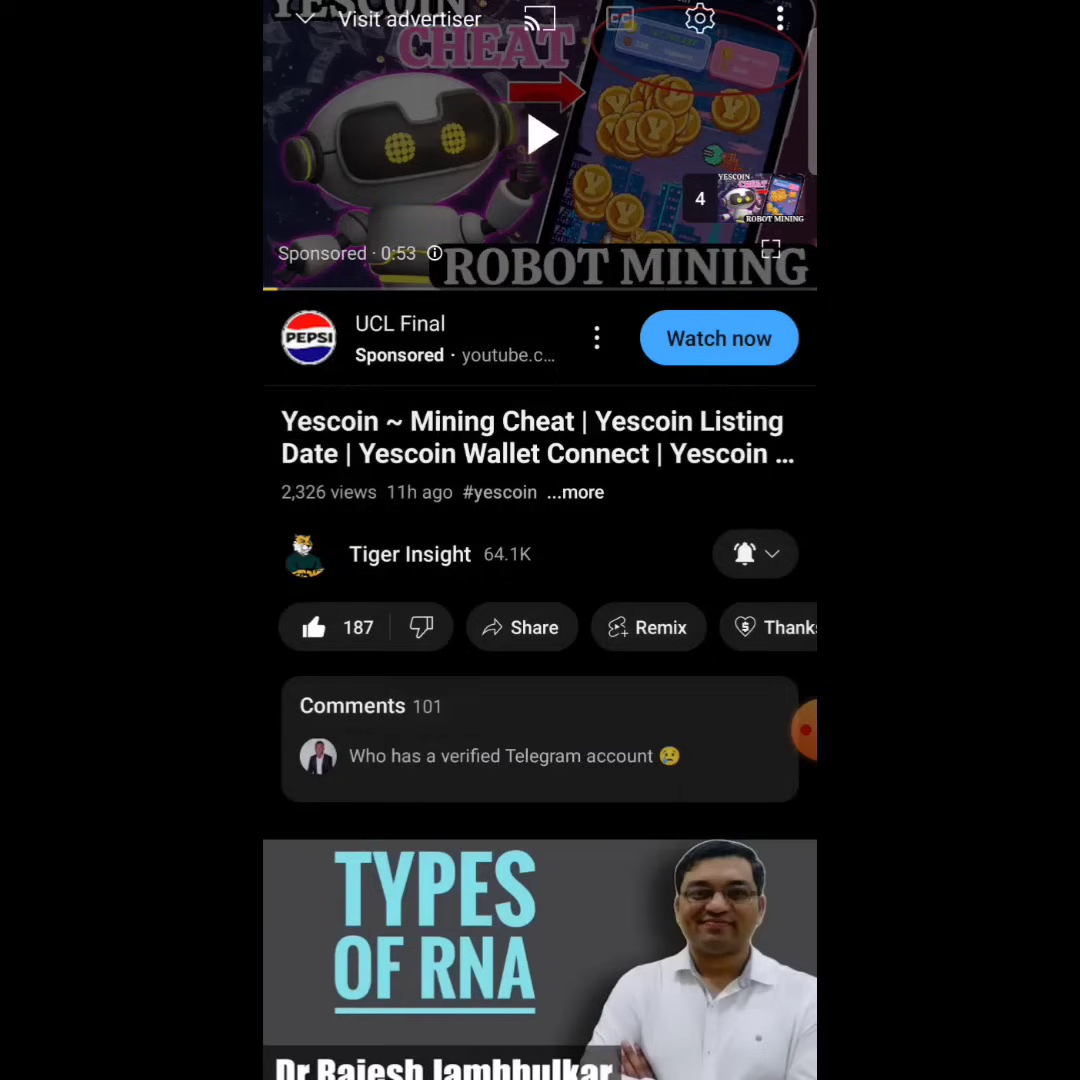 YESCOIN
Visit advertiser
CC
CHEAT
4
YESCOIN
CHEAT
ROBOT MINING
Sponsored · 0:53
ROBOT MINING
PEPSI
UCL Final
Sponsored · youtube.c...
Watch now
Yescoin ~ Mining Cheat | Yescoin Listing
Date | Yescoin Wallet Connect | Yescoin ...
2,326 views 11h ago #yescoin ...more
Tiger Insight 64.1K
187
Share
Remix
Thanks
Comments 101
Who has a verified Telegram account 😢
TYPES
OF RNA
Dr Rajesh Jambhulkar